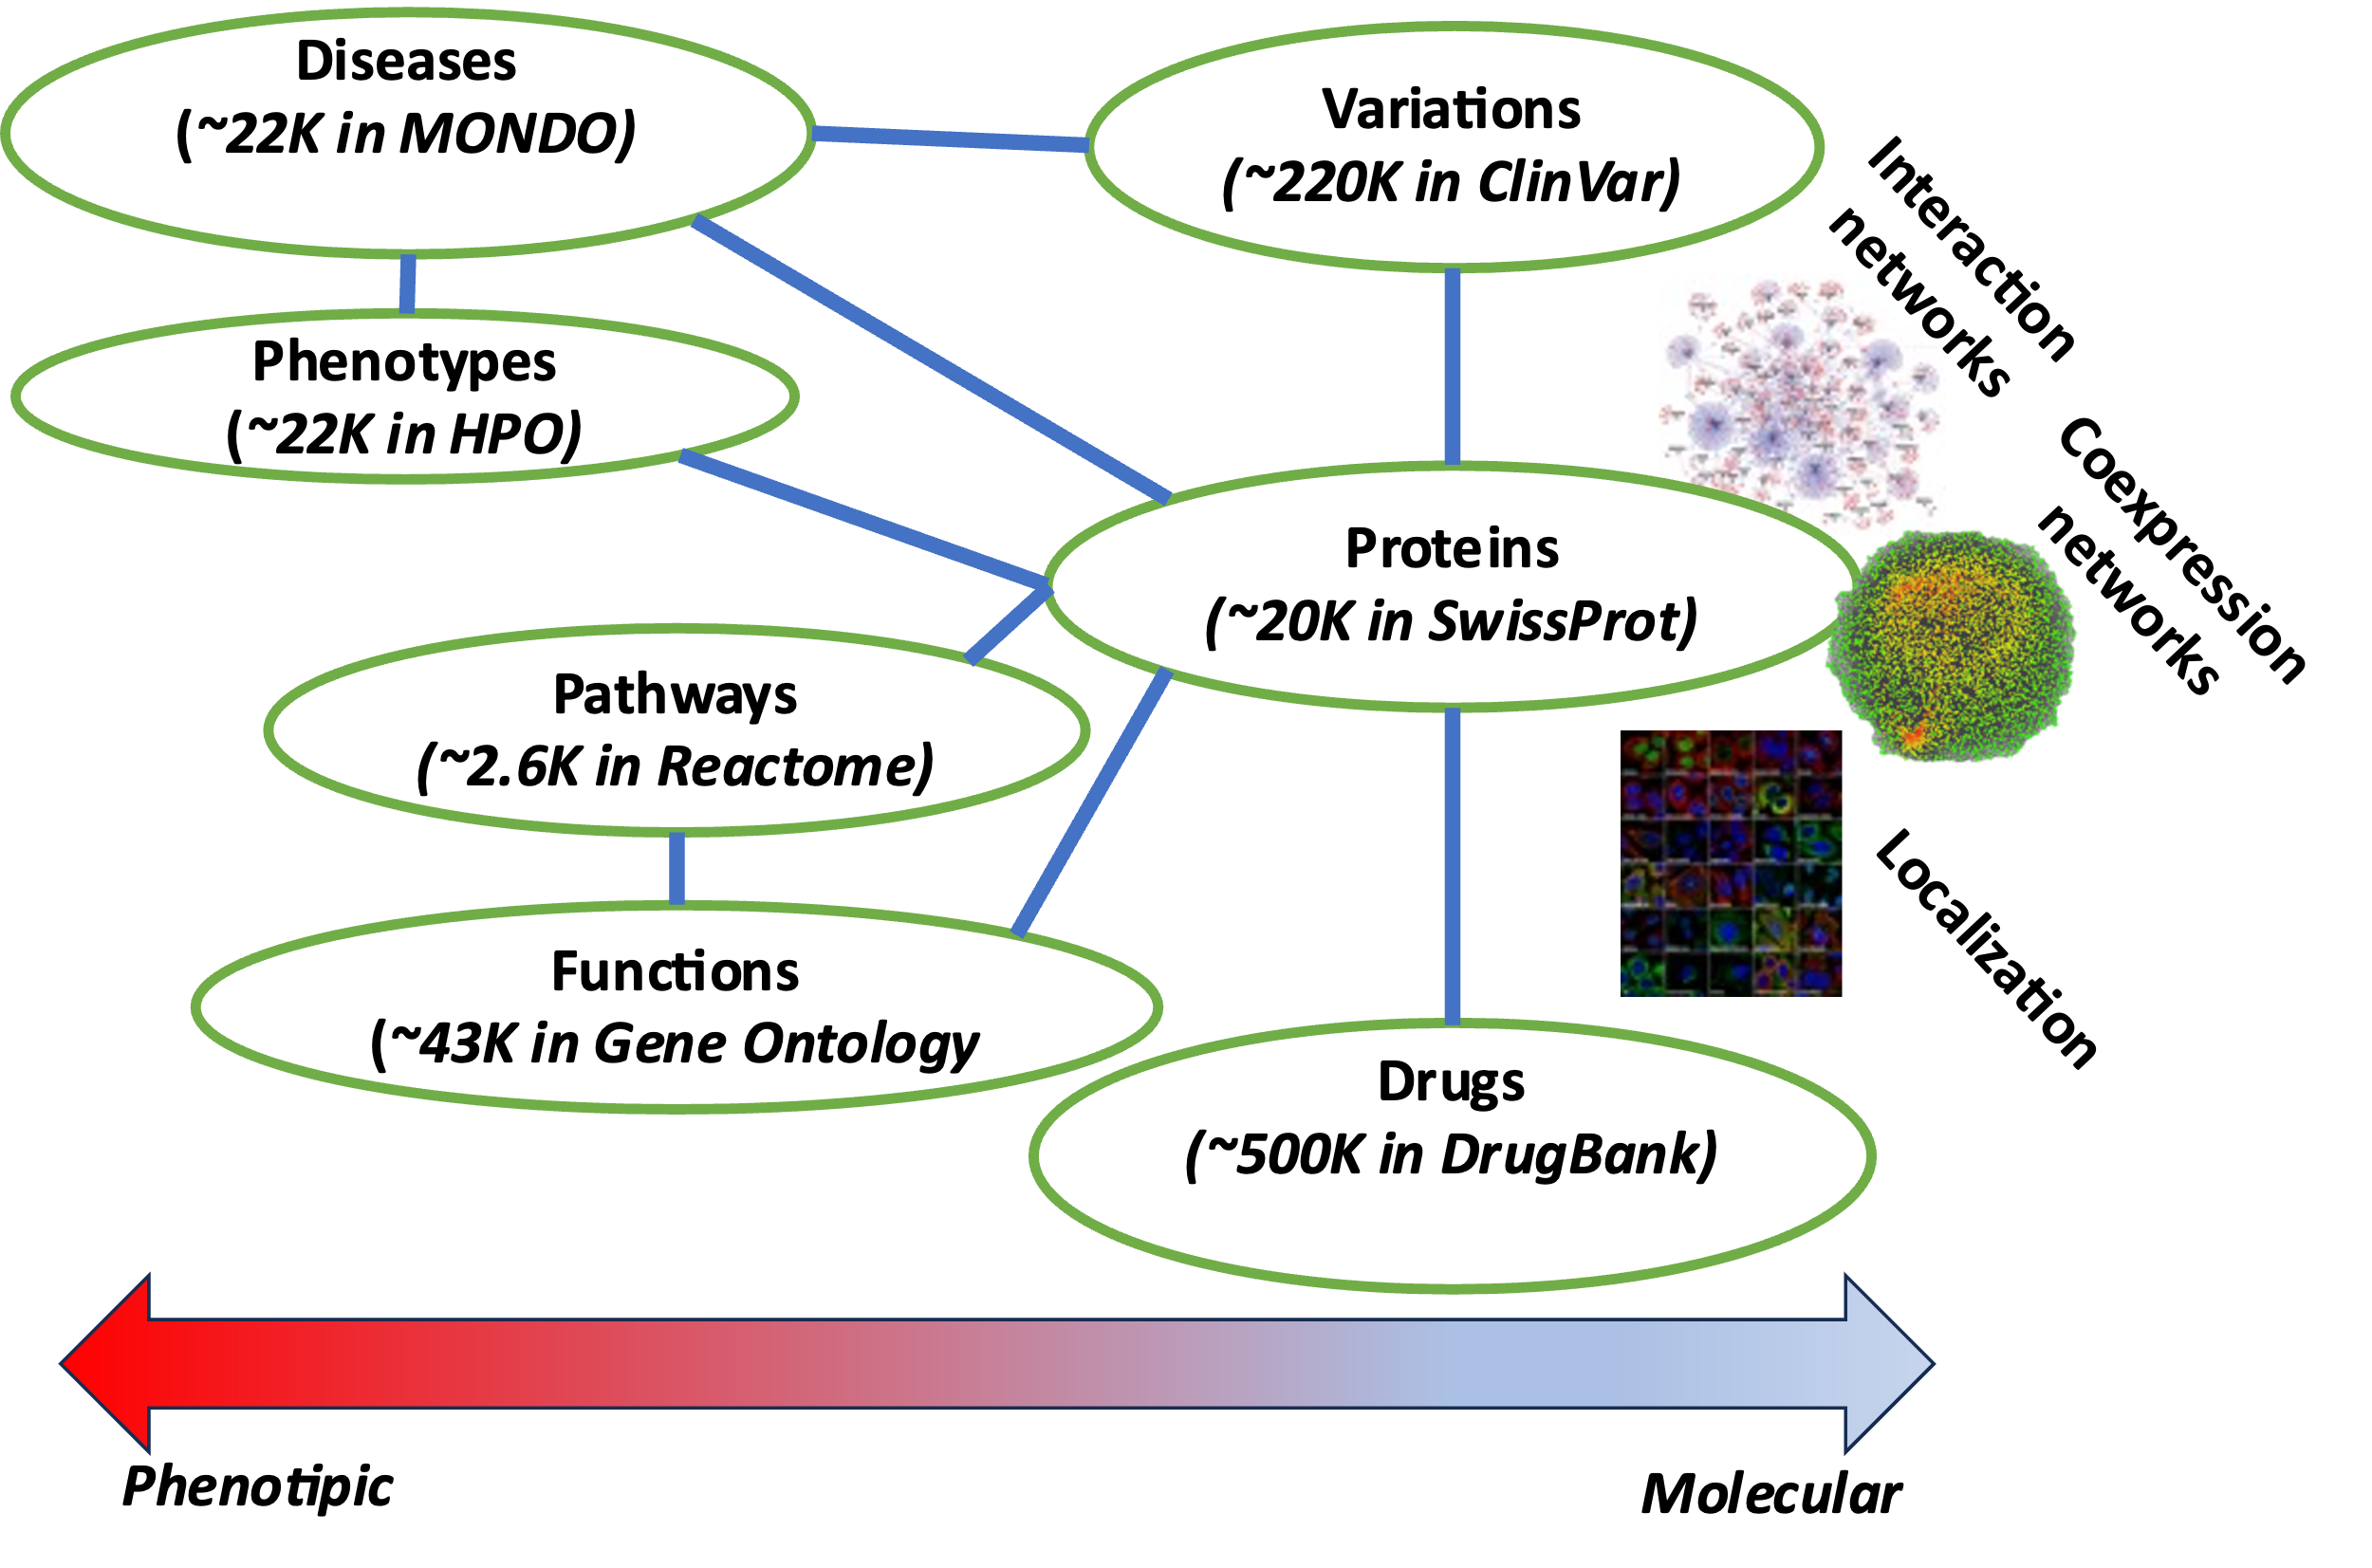 Diseases
(~22K in MONDO)
Variations
(~220K in ClinVar)
Interaction
networks
Phenotypes
(~22K in HPO)
Coexpression
networks
Proteins
(~20K in SwissProt)
Pathways
(~2.6K in Reactome)
Localization
Functions
(~43K in Gene Ontology
Drugs
(~500K in DrugBank)
Phenotipic
Molecular